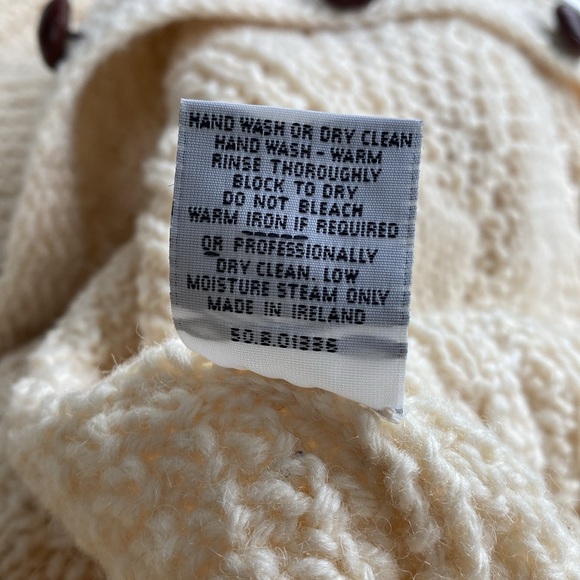 HAND WASH OR DRY CLEAN
HAND WASH - WARM
RINSE THOROUGHLY
BLOCK TO DRY
DO NOT BLEACH
WARM IRON IF REQUIRED
OR PROFESSIONALLY
DRY CLEAN. LOW
MOISTURE STEAM ONLY
MADE IN IRELAND
50.8.01336